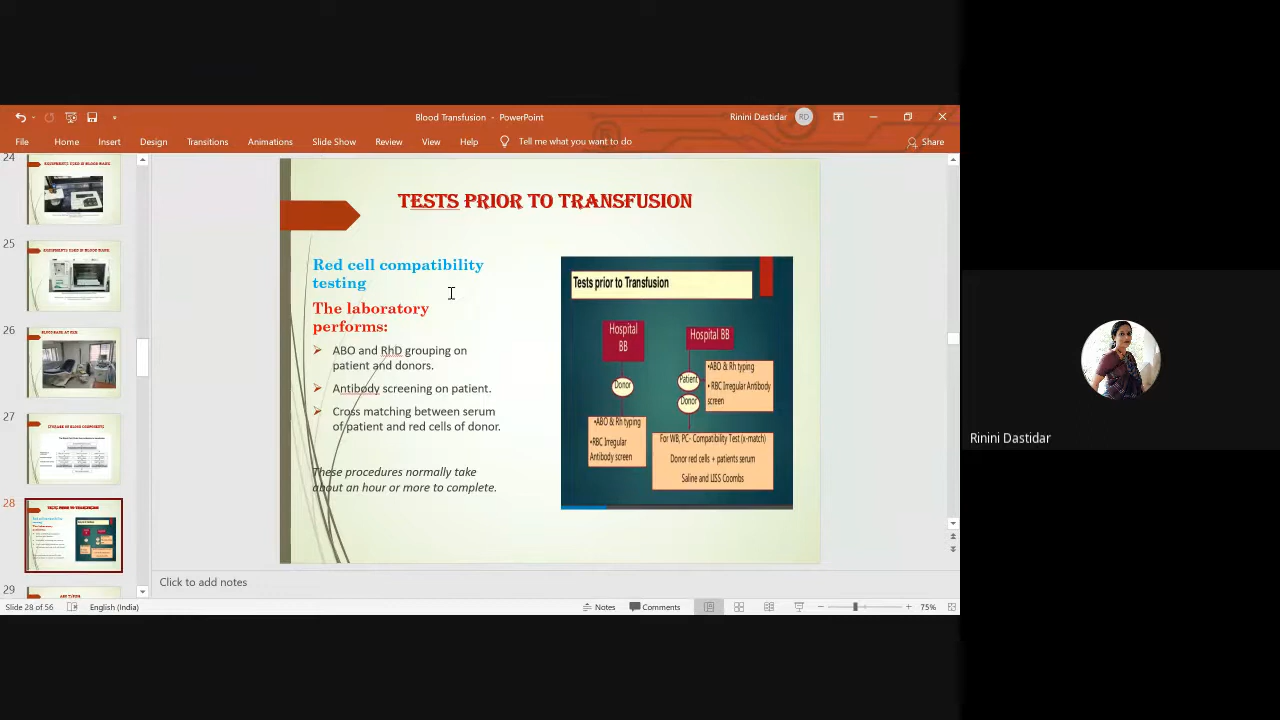 Blood Transfusion - PowerPoint
Rinini Dastidar
RD
File
Home
Insert
Design
Transitions
Animations
Slide Show
Review
View
Help
Tell me what you want to do
Share
24
25
26
27
28
29
TESTS PRIOR TO TRANSFUSION
Red cell compatibility
testing
The laboratory
performs:
ABO and RhD grouping on
patient and donors.
Antibody screening on patient.
Cross matching between serum
of patient and red cells of donor.
These procedures normally take
about an hour or more to complete.
Tests prior to Transfusion
Hospital
BB
Donor
•ABO & Rh typing
•RBC Irregular
Antibody screen
Hospital BB
Patient
Donor
•ABO & Rh typing
• RBC Irregular Antibody
screen
For WB, PC- Compatibility Test (x-match)
Donor red cells + patients serum
Saline and LISS Coombs
Click to add notes
Slide 28 of 56
English (India)
Notes
Comments
75%
Rinini Dastidar